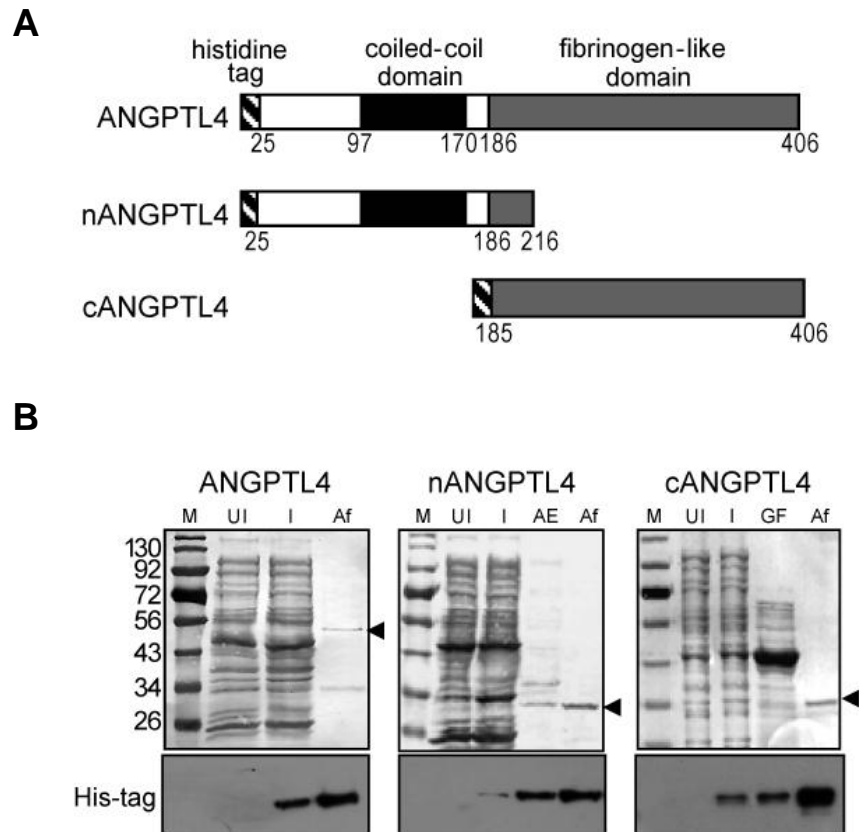 A
histidine tag
coiled-coil domain
fibrinogen-like domain
ANGPTL4
25 97 170186 406
nANGPTL4
25 186 216
cANGPTL4
185 406
B
ANGPTL4 nANGPTL4 cANGPTL4
M UI I Af M UI I AE Af M UI I GF Af
130
92
72
56
43
34
26
His-tag